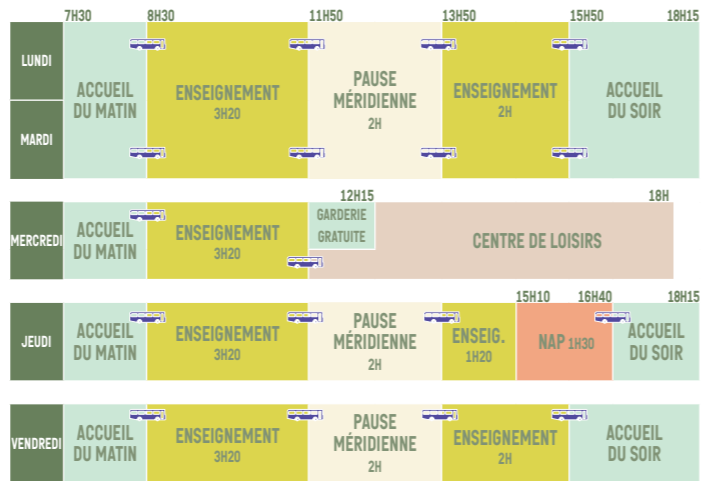 7H30 8H30 11H50 13H50 15H50 18H15
LUNDI
MARDI
ACCUEIL
DU MATIN
ENSEIGNEMENT
3H20
PAUSE
MÉRIDIENNE
2H
ENSEIGNEMENT
2H
ACCUEIL
DU SOIR
12H15 18H
MERCREDI
ACCUEIL
DU MATIN
ENSEIGNEMENT
3H20
GARDERIE
GRATUITE
CENTRE DE LOISIRS
15H10 16H40 18H15
JEUDI
ACCUEIL
DU MATIN
ENSEIGNEMENT
3H20
PAUSE
MÉRIDIENNE
2H
ENSEIG.
1H20
NAP 1H30
ACCUEIL
DU SOIR
VENDREDI
ACCUEIL
DU MATIN
ENSEIGNEMENT
3H20
PAUSE
MÉRIDIENNE
2H
ENSEIGNEMENT
2H
ACCUEIL
DU SOIR